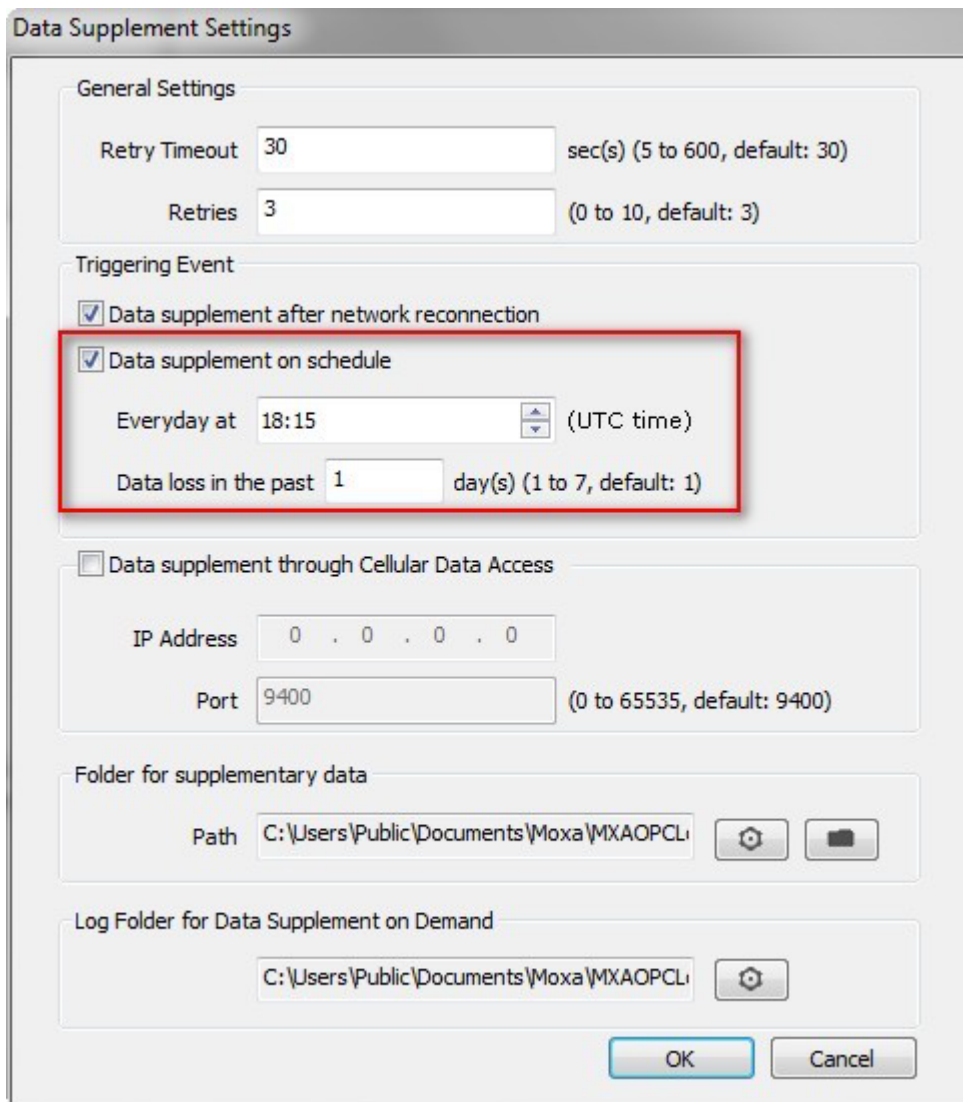 Data Supplement Settings
General Settings
Retry Timeout 30 sec(s) (5 to 600, default: 30)
Retries 3 (0 to 10, default: 3)
Triggering Event
Data supplement after network reconnection
Data supplement on schedule
Everyday at 18:15 (UTC time)
Data loss in the past 1 day(s) (1 to 7, default: 1)
Data supplement through Cellular Data Access
IP Address 0 . 0 . 0 . 0
Port 9400 (0 to 65535, default: 9400)
Folder for supplementary data
Path C:\Users\Public\Documents\Moxa\MXAOPCL
Log Folder for Data Supplement on Demand
C:\Users\Public\Documents\Moxa\MXAOPCL
OK Cancel